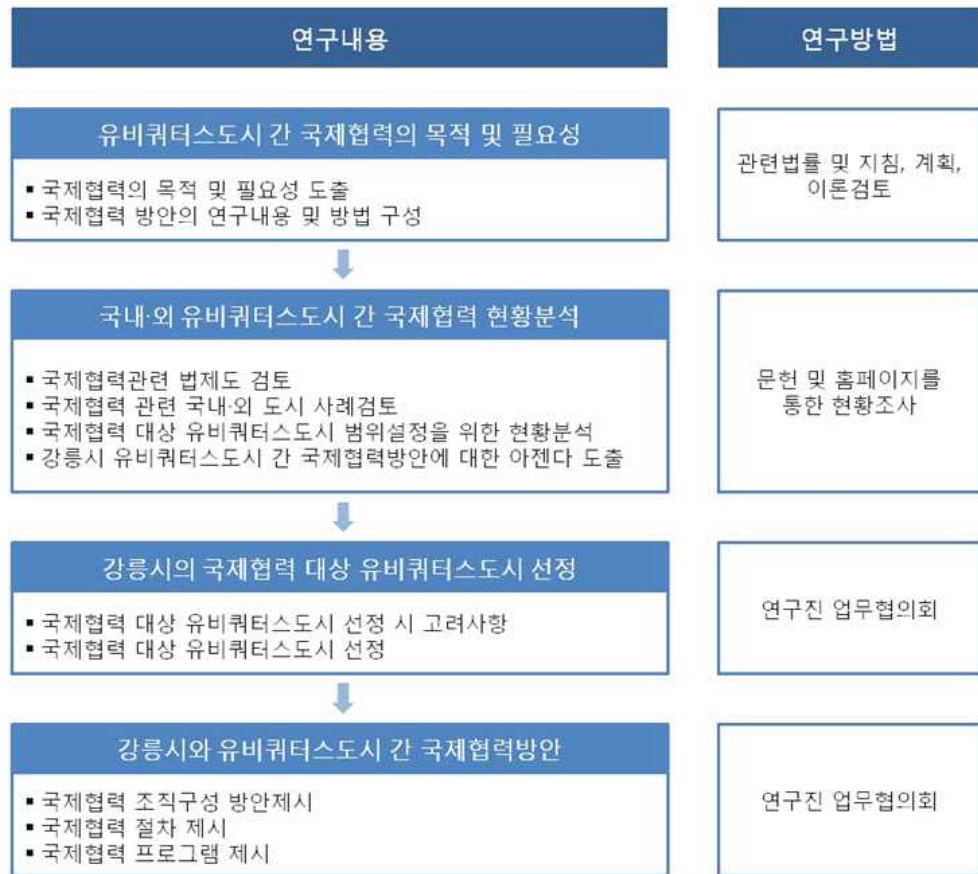 연구내용
연구방법
유비쿼터스도시 간 국제협력의 목적 및 필요성
▪ 국제협력의 목적 및 필요성 도출
▪ 국제협력 방안의 연구내용 및 방법 구성
관련법률 및 지침, 계획,
이론검토
국내·외 유비쿼터스도시 간 국제협력 현황분석
▪ 국제협력관련 법제도 검토
▪ 국제협력 관련 국내·외 도시 사례검토
▪ 국제협력 대상 유비쿼터스도시 범위설정을 위한 현황분석
▪ 강릉시 유비쿼터스도시 간 국제협력방안에 대한 아젠다 도출
문헌 및 홈페이지를
통한 현황조사
강릉시의 국제협력 대상 유비쿼터스도시 선정
▪ 국제협력 대상 유비쿼터스도시 선정 시 고려사항
▪ 국제협력 대상 유비쿼터스도시 선정
연구진 업무협의회
강릉시와 유비쿼터스도시 간 국제협력방안
▪ 국제협력 조직구성 방안제시
▪ 국제협력 절차 제시
▪ 국제협력 프로그램 제시
연구진 업무협의회